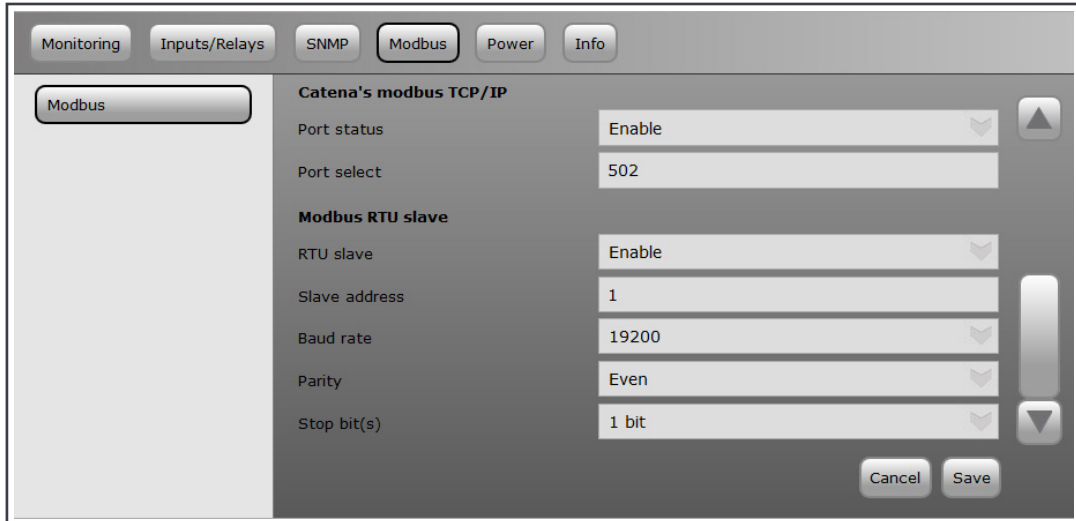 Monitoring Inputs/Relays SNMP Modbus Power Info
Modbus
Catena's modbus TCP/IP
Port status Enable
Port select 502
Modbus RTU slave
RTU slave Enable
Slave address 1
Baud rate 19200
Parity Even
Stop bit(s) 1 bit
Cancel Save